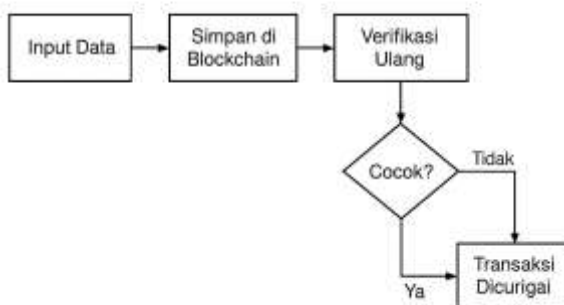 Input Data
Simpan di
Blockchain
Verifikasi
Ulang
Cocok?
Tidak
Ya
Transaksi
Dicurigai